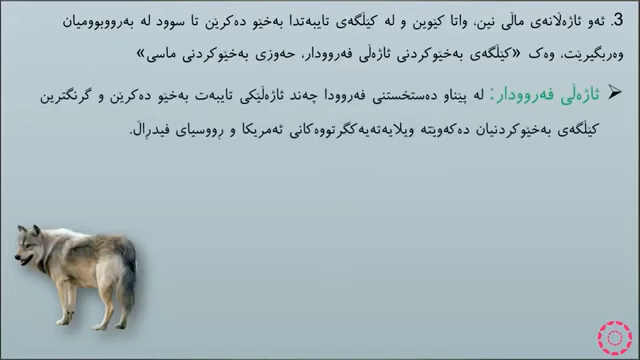 3. ئەو ئاژەڵانەی ماڵی نین، واتا کێوین و لە کێڵگەی تایبەتدا بەخێو دەکرێن تا سوود لە بەرووبوومیان
وەربگیرێت، وەک «کێڵگەی بەخێوکردنی ئاژەڵی فەروودار، حەوزی بەخێوکردنی ماسی»
➢ ئاژەڵی فەروودار: لە پێناو دەستخستنی فەروودا چەند ئاژەڵێکی تایبەت بەخێو دەکرێن و گرنگترین
کێڵگەی بەخێوکردنیان دەکەوێتە ویلایەتەیەکگرتووەکانی ئەمریکا و ڕووسیای فیدڕاڵ.